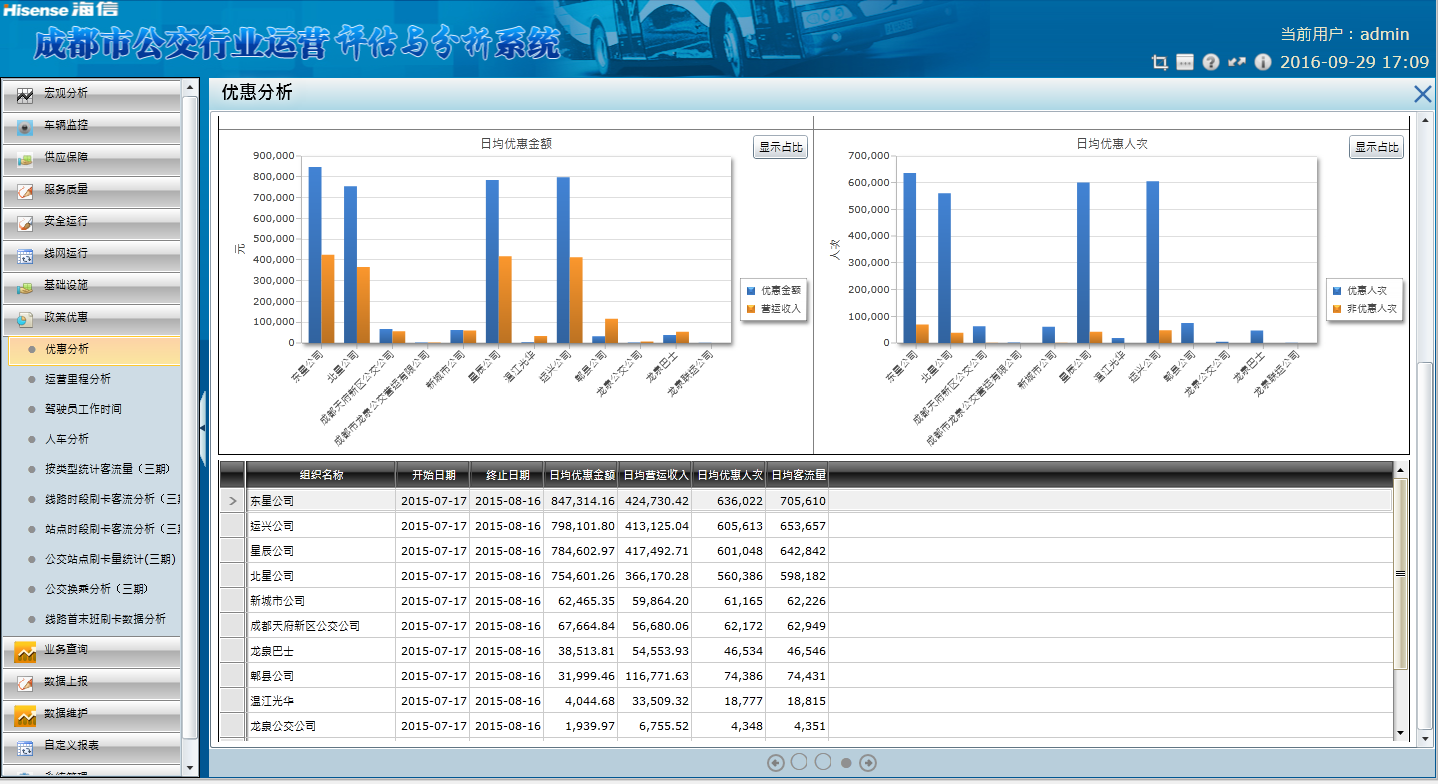 Hisense 海信
成都市公交行业运营评估与分析系统
当前用户：admin
2016-09-29 17:09
宏观分析
车辆监控
供应保障
服务质量
安全运行
线网运行
基础设施
政策优惠
优惠分析
运营里程分析
驾驶员工作时间
人车分析
按类型统计客流量（三期）
线路时段刷卡客流分析（三
站点时段刷卡客流分析（三
公交站点刷卡量统计(三期)
公交换乘分析（三期）
线路首末班刷卡数据分析
业务查询
数据上报
数据维护
自定义报表
优惠分析
日均优惠金额
显示占比
900,000
800,000
700,000
600,000
500,000
400,000
300,000
200,000
100,000
0
元
东星公司
北星公司
成都天府新区公交公司
成都市龙泉公交营运有限公司
新城市公司
星辰公司
温江光华
运兴公司
郫县公司
龙泉公交公司
龙泉巴士
龙泉联运公司
优惠金额
营运收入
日均优惠人次
显示占比
700,000
600,000
500,000
400,000
300,000
200,000
100,000
0
人次
东星公司
北星公司
成都天府新区公交公司
成都市龙泉公交营运有限公司
新城市公司
星辰公司
温江光华
运兴公司
郫县公司
龙泉公交公司
龙泉巴士
龙泉联运公司
优惠人次
非优惠人次
组织名称 开始日期 终止日期 日均优惠金额 日均营运收入 日均优惠人次 日均客流量
东星公司 2015-07-17 2015-08-16 847,314.16 424,730.42 636,022 705,610
运兴公司 2015-07-17 2015-08-16 798,101.80 413,125.04 605,613 653,657
星辰公司 2015-07-17 2015-08-16 784,602.97 417,492.71 601,048 642,842
北星公司 2015-07-17 2015-08-16 754,601.26 366,170.28 560,386 598,182
新城市公司 2015-07-17 2015-08-16 62,465.35 59,864.20 61,165 62,226
成都天府新区公交公司 2015-07-17 2015-08-16 67,664.84 56,680.06 62,172 62,949
龙泉巴士 2015-07-17 2015-08-16 38,513.81 54,553.93 46,534 46,546
郫县公司 2015-07-17 2015-08-16 31,999.46 116,771.63 74,386 74,431
温江光华 2015-07-17 2015-08-16 4,044.68 33,509.32 18,777 18,815
龙泉公交公司 2015-07-17 2015-08-16 1,939.97 6,755.52 4,348 4,351